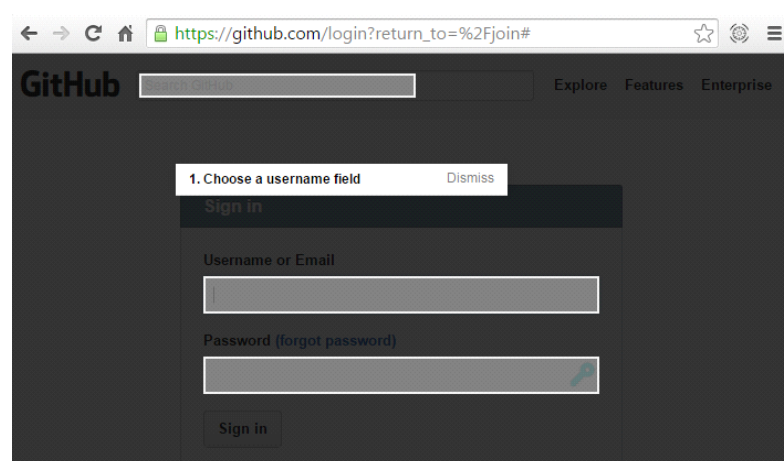 https://github.com/login?return_to=%2Fjoin#
GitHub Search GitHub Explore Features Enterprise
1. Choose a username field Dismiss
Sign in
Username or Email
Password (forgot password)
Sign in